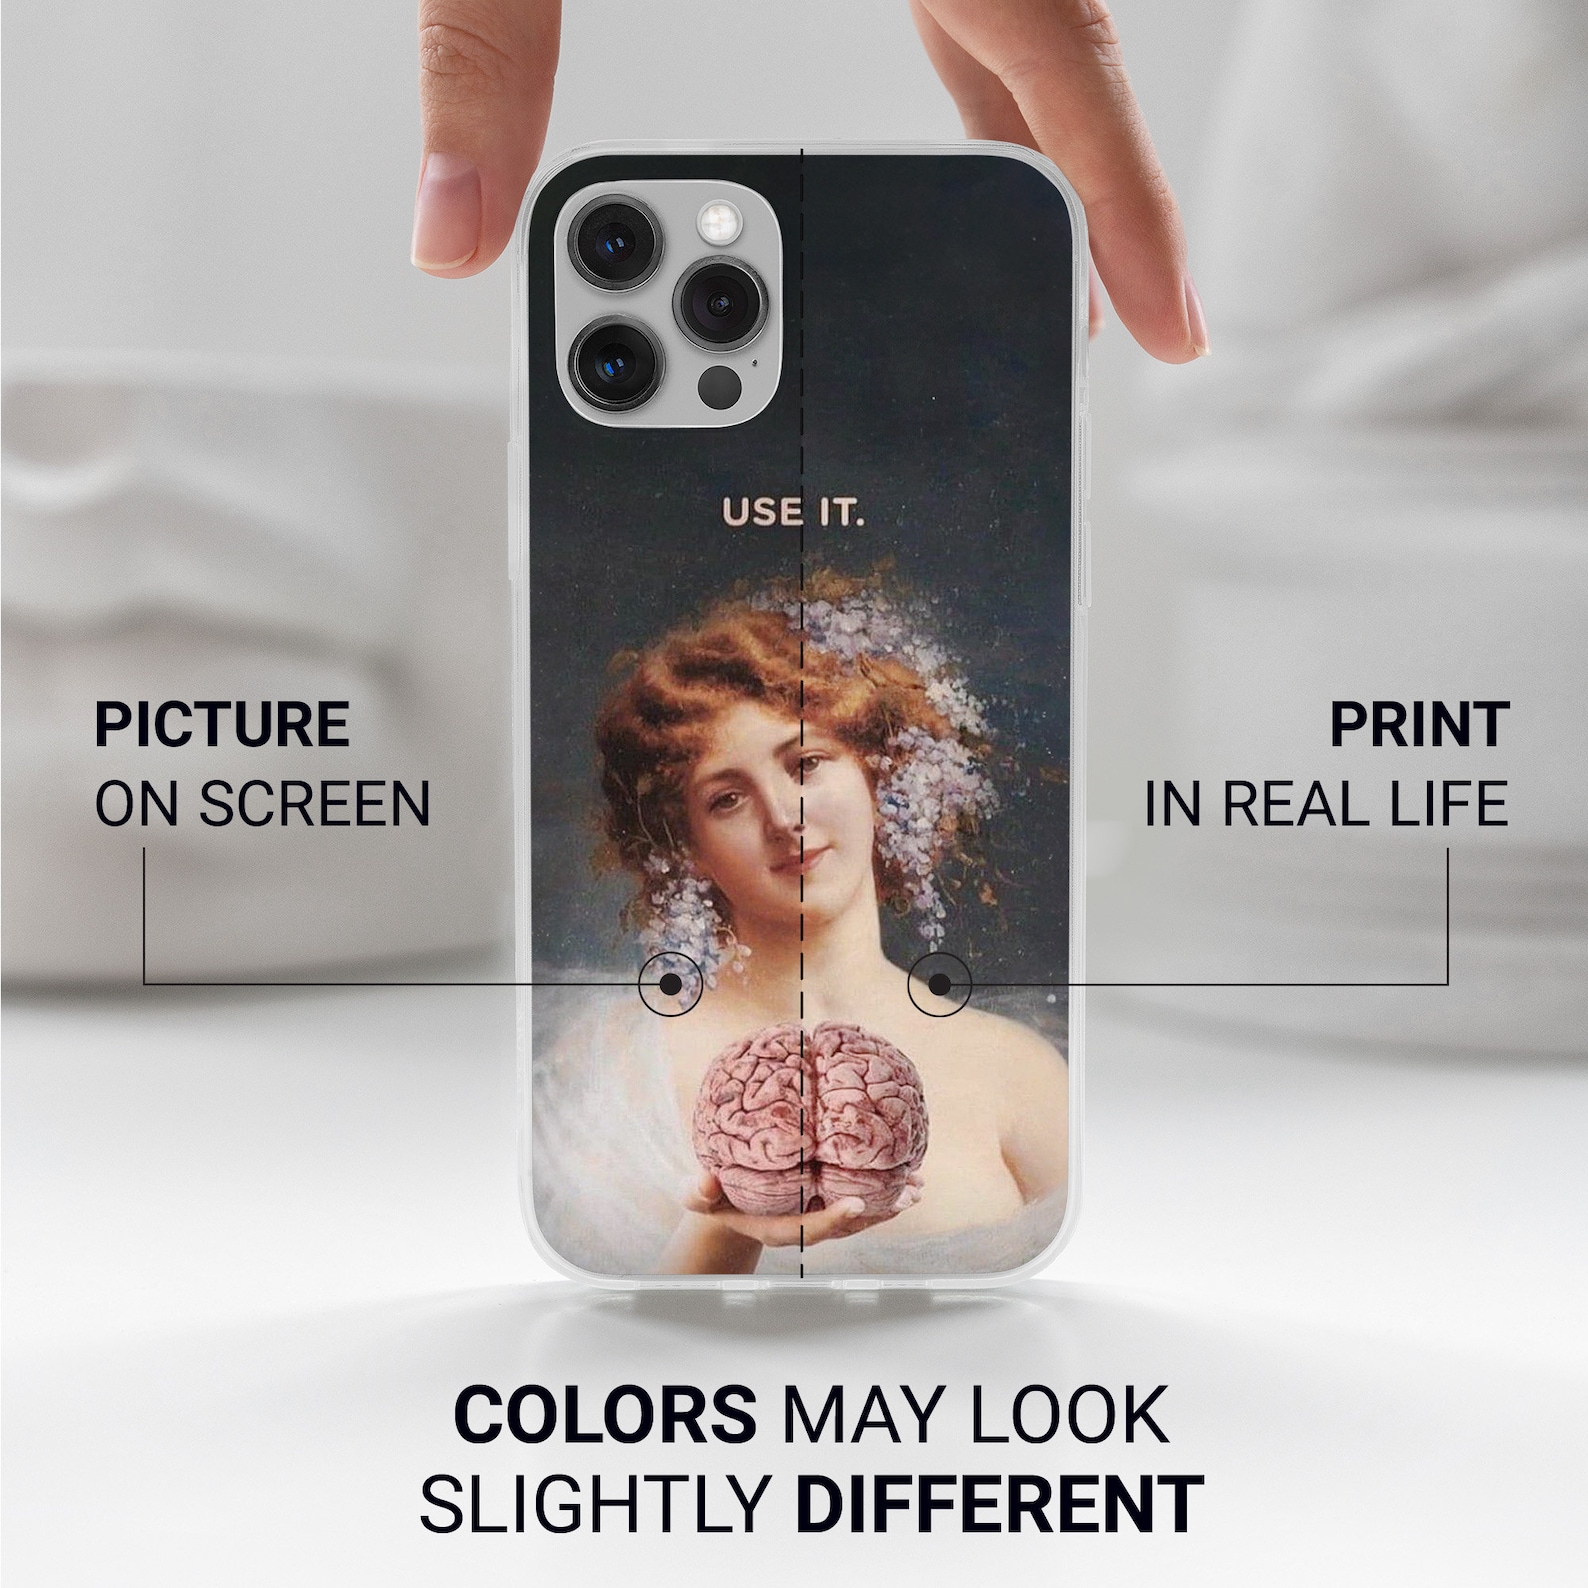 USE IT.
PICTURE
ON SCREEN
PRINT
IN REAL LIFE
COLORS MAY LOOK
SLIGHTLY DIFFERENT